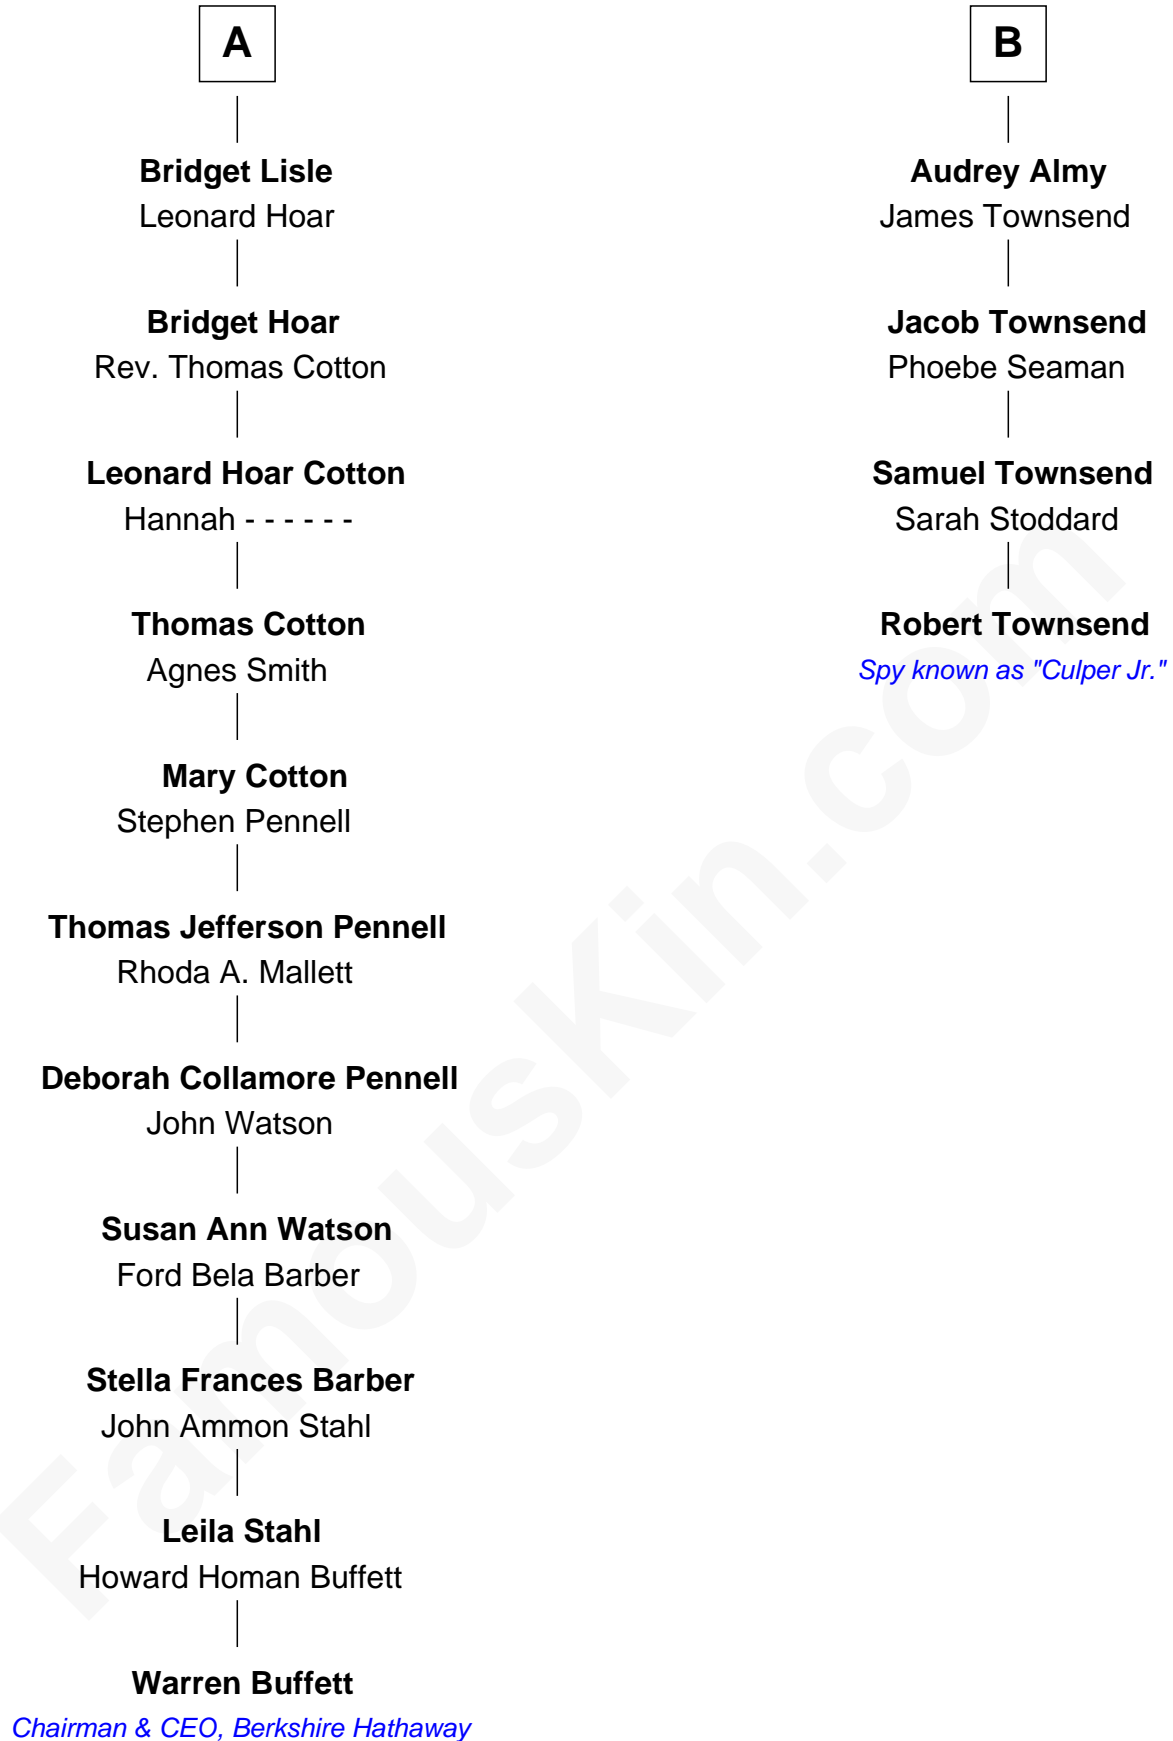 A
Bridget Lisle
Leonard Hoar
Bridget Hoar
Rev. Thomas Cotton
Leonard Hoar Cotton
Hannah - - - - - -
Thomas Cotton
Agnes Smith
Mary Cotton
Stephen Pennell
Thomas Jefferson Pennell
Rhoda A. Mallett
Deborah Collamore Pennell
John Watson
Susan Ann Watson
Ford Bela Barber
Stella Frances Barber
John Ammon Stahl
Leila Stahl
Howard Homan Buffett
Warren Buffett
Chairman & CEO, Berkshire Hathaway
B
Audrey Almy
James Townsend
Jacob Townsend
Phoebe Seaman
Samuel Townsend
Sarah Stoddard
Robert Townsend
Spy known as "Culper Jr."
FamousKin.com